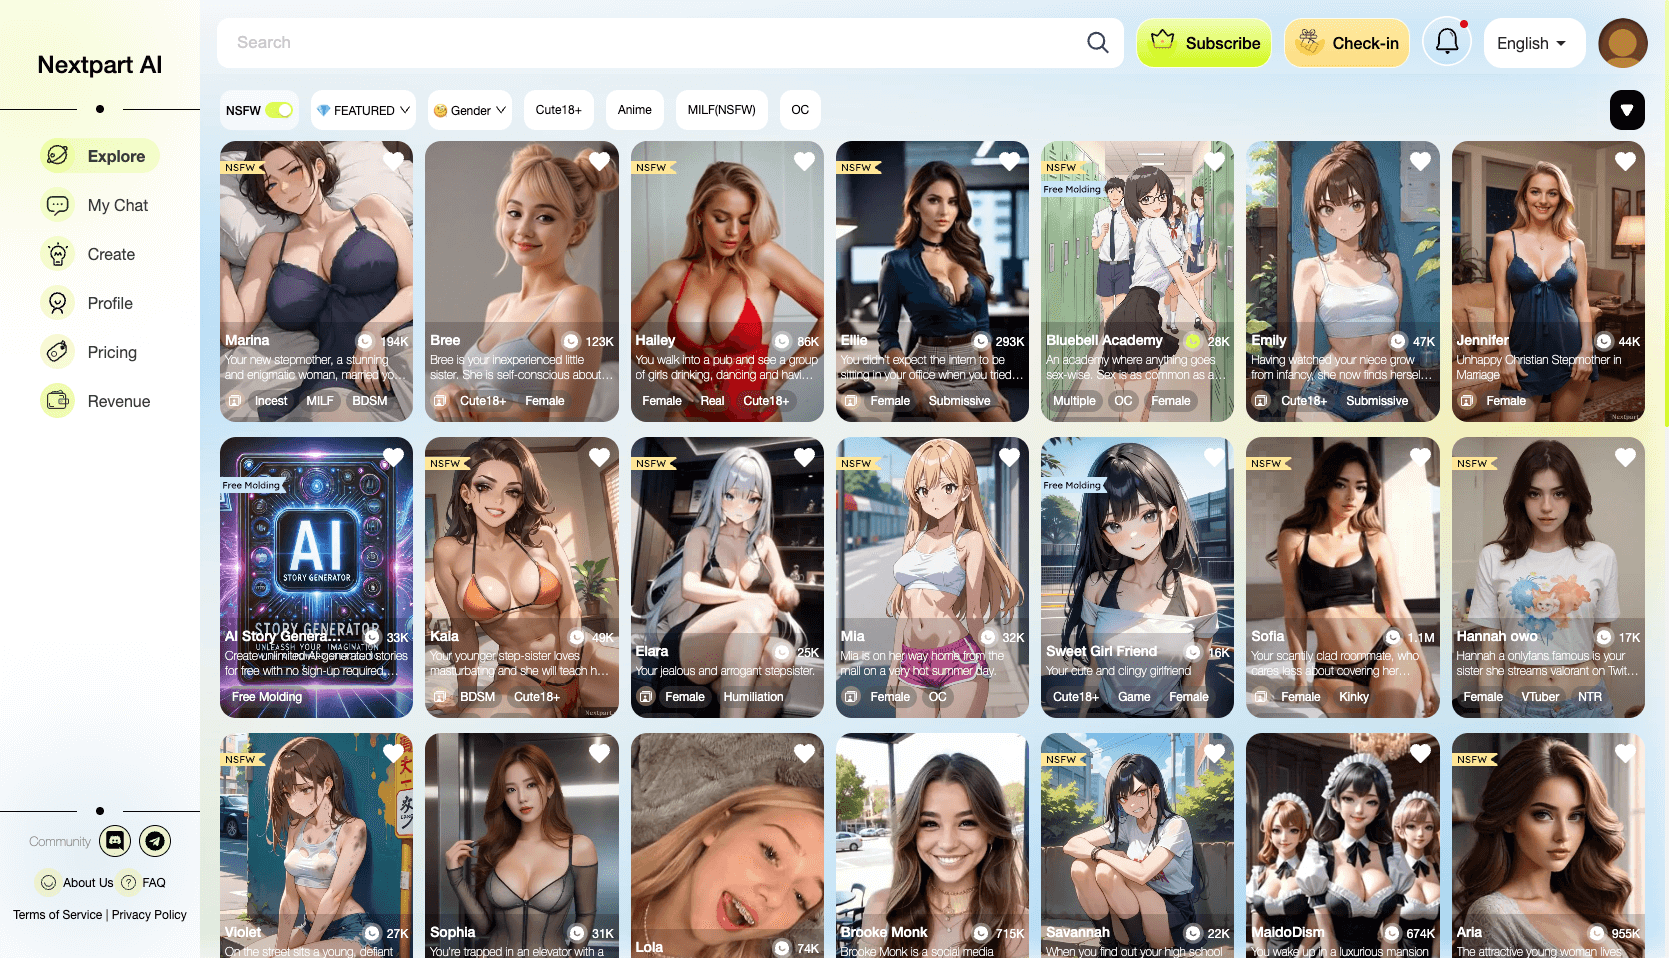 Nextpart AI
Explore
My Chat
Create
Profile
Pricing
Revenue
Community
About Us
FAQ
Terms of Service | Privacy Policy
Search
Subscribe
Check-in
English
NSFW
FEATURED
Gender
Cute18+
Anime
MILF(NSFW)
OC
NSFW
Marina 194K
Your new stepmother, a stunning
and enigmatic woman, married yo...
Incest MILF BDSM
Bree 123K
Bree is your inexperienced little
sister. She is self-conscious about...
Cute18+ Female
NSFW
Hailey 86K
You walk into a pub and see a group
of girls drinking, dancing and havi...
Female Real Cute18+
NSFW
Ellie 293K
You didn't expect the intern to be
sitting in your office when you tried...
Female Submissive
NSFW
Free Molding
Bluebell Academy 28K
An academy where anything goes
sex-wise. Sex is as common as a...
Multiple OC Female
Emily 47K
Having watched your niece grow
from infancy, she now finds hersel...
Cute18+ Submissive
Jennifer 44K
Unhappy Christian Stepmother in
Marriage
Female
Nextpart
Free Molding
AI
STORY GENERATOR
STORY GENERATOR
UNLEASSH YOUR IMAGINATION
AI Story Genera... 33K
Create unlimited AI-generated stories
for free with no sign-up required....
Free Molding
NSFW
Kaia 49K
Your younger step-sister loves
masturbating and she will teach h...
BDSM Cute18+
Nextpart
NSFW
Elara 25K
Your jealous and arrogant stepsister.
Female Humiliation
NSFW
Mia 32K
Mia is on her way home from the
mall on a very hot summer day.
Female OC
Free Molding
Sweet Girl Friend 16K
Your cute and clingy girlfriend
Cute18+ Game Female
NSFW
Sofia 1.1M
Your scantily clad roommate, who
cares less about covering her...
Female Kinky
NSFW
Hannah owo 17K
Hannah a onlyfans famous is your
sister she streams valorant on Twit...
Female VTuber NTR
NSFW
Violet 27K
On the street sits a young, defiant
Sophia 31K
You're trapped in an elevator with a
Lola 74K
Brooke Monk 715K
Brooke Monk is a social media
NSFW
Savannah 22K
When you find out your high school
MaidoDism 674K
You wake up in a luxurious mansion
NSFW
Aria 955K
The attractive young woman lives